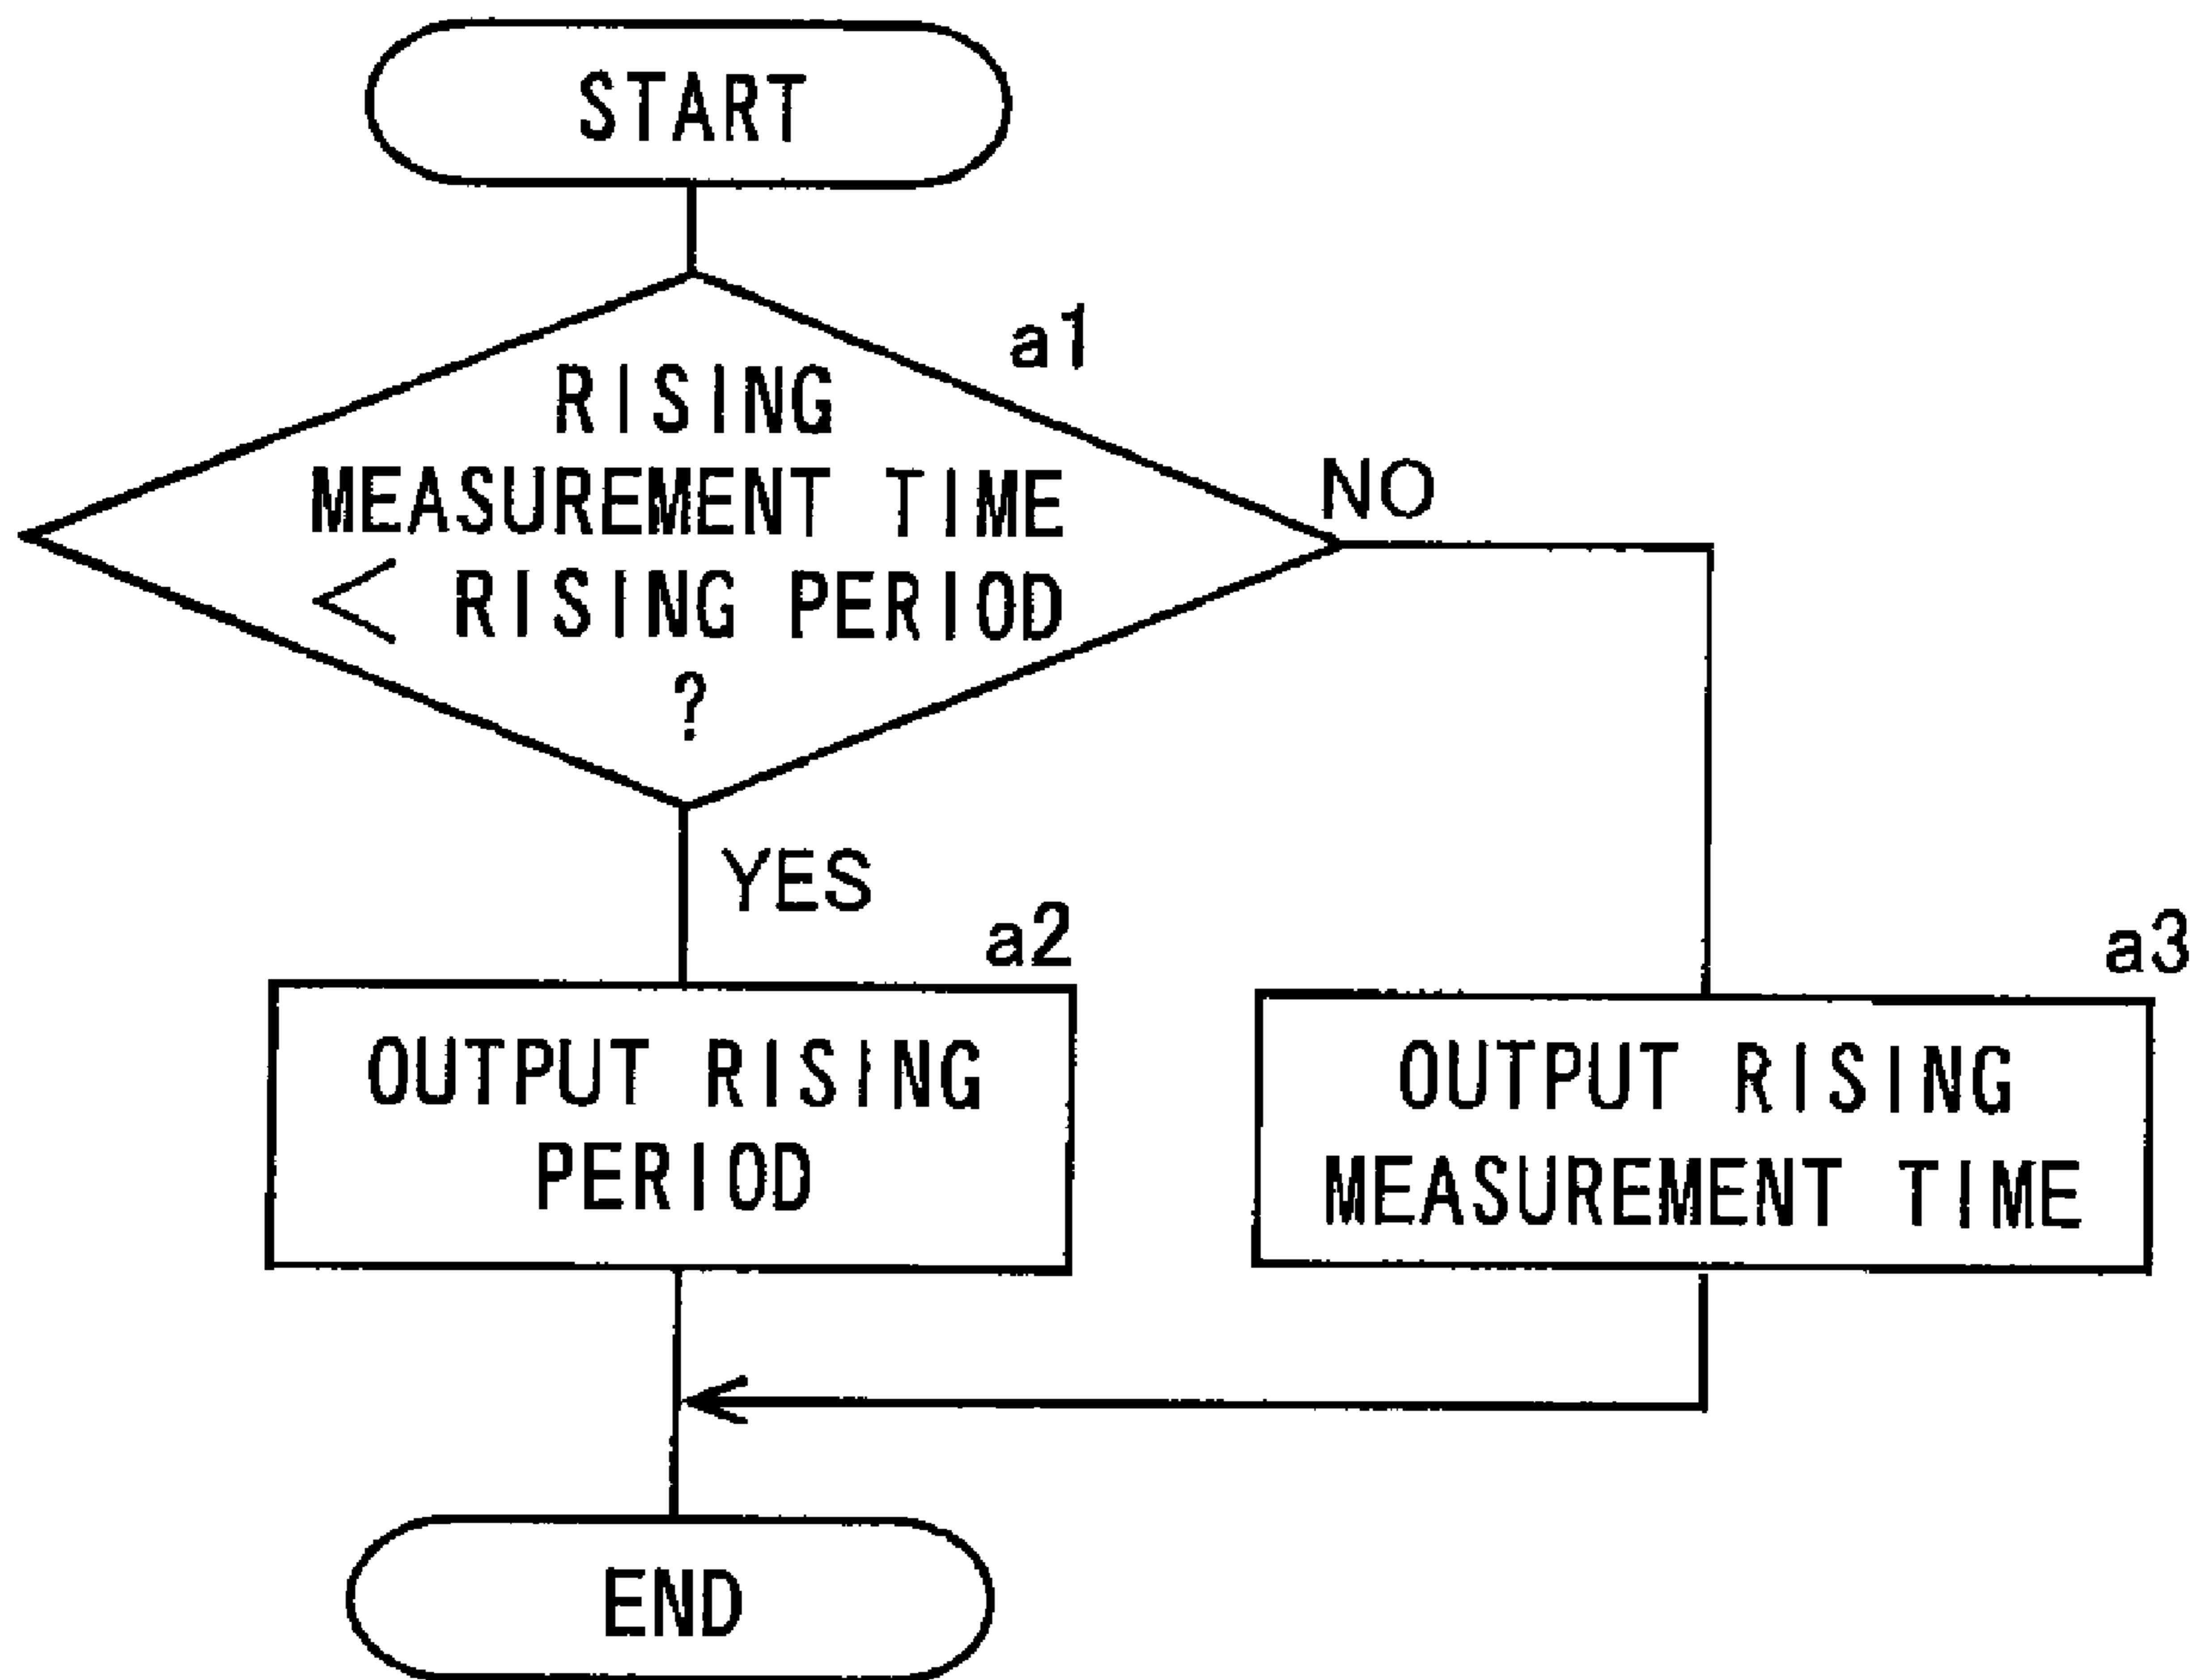 START
a1
RISING
MEASUREMENT TIME
< RISING PERIOD
?
NO
YES
a2
OUTPUT RISING
PERIOD
a3
OUTPUT RISING
MEASUREMENT TIME
END